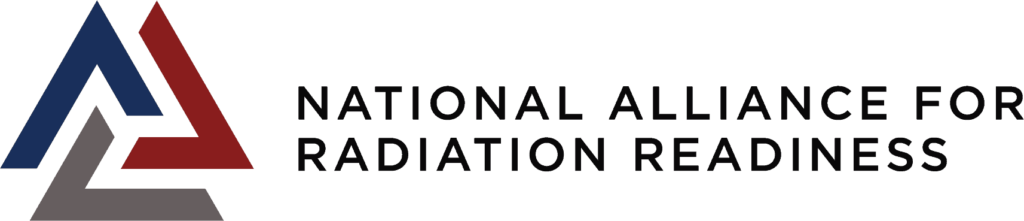 NATIONAL ALLIANCE FOR
RADIATION READINESS